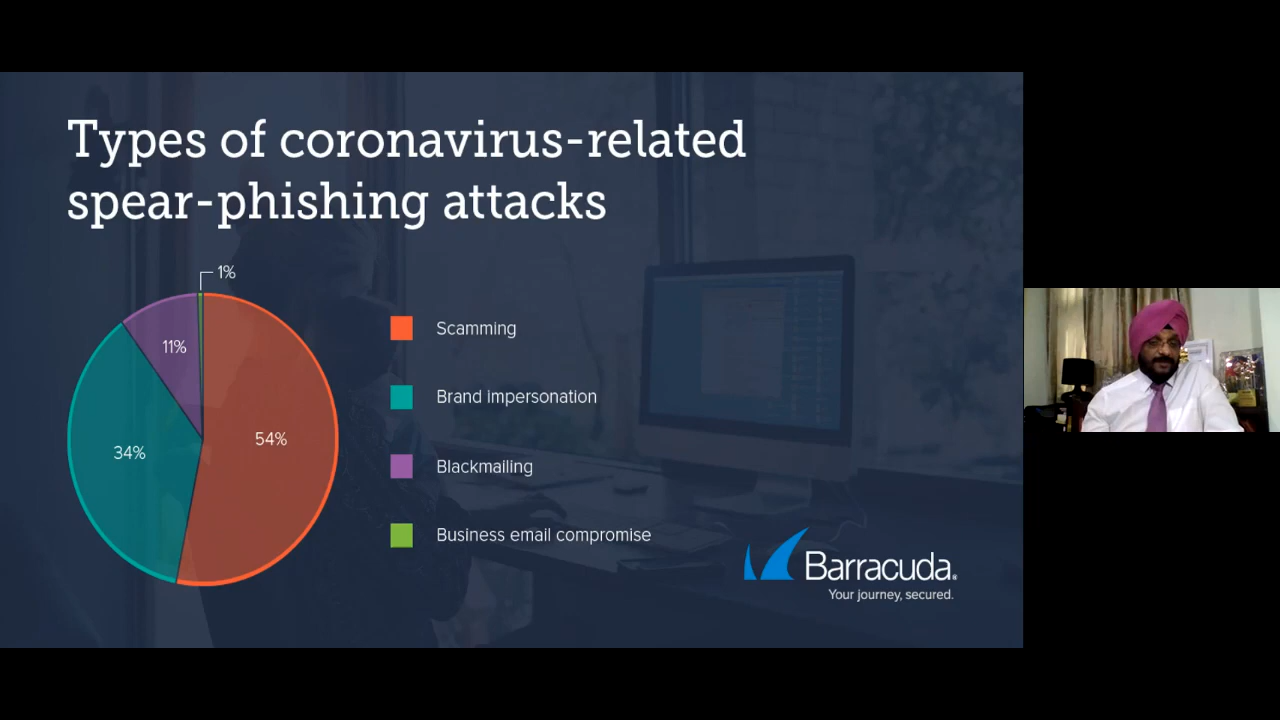 Types of coronavirus-related
spear-phishing attacks
1%
11%
34%
54%
Scamming
Brand impersonation
Blackmailing
Business email compromise
Barracuda®
Your journey, secured.